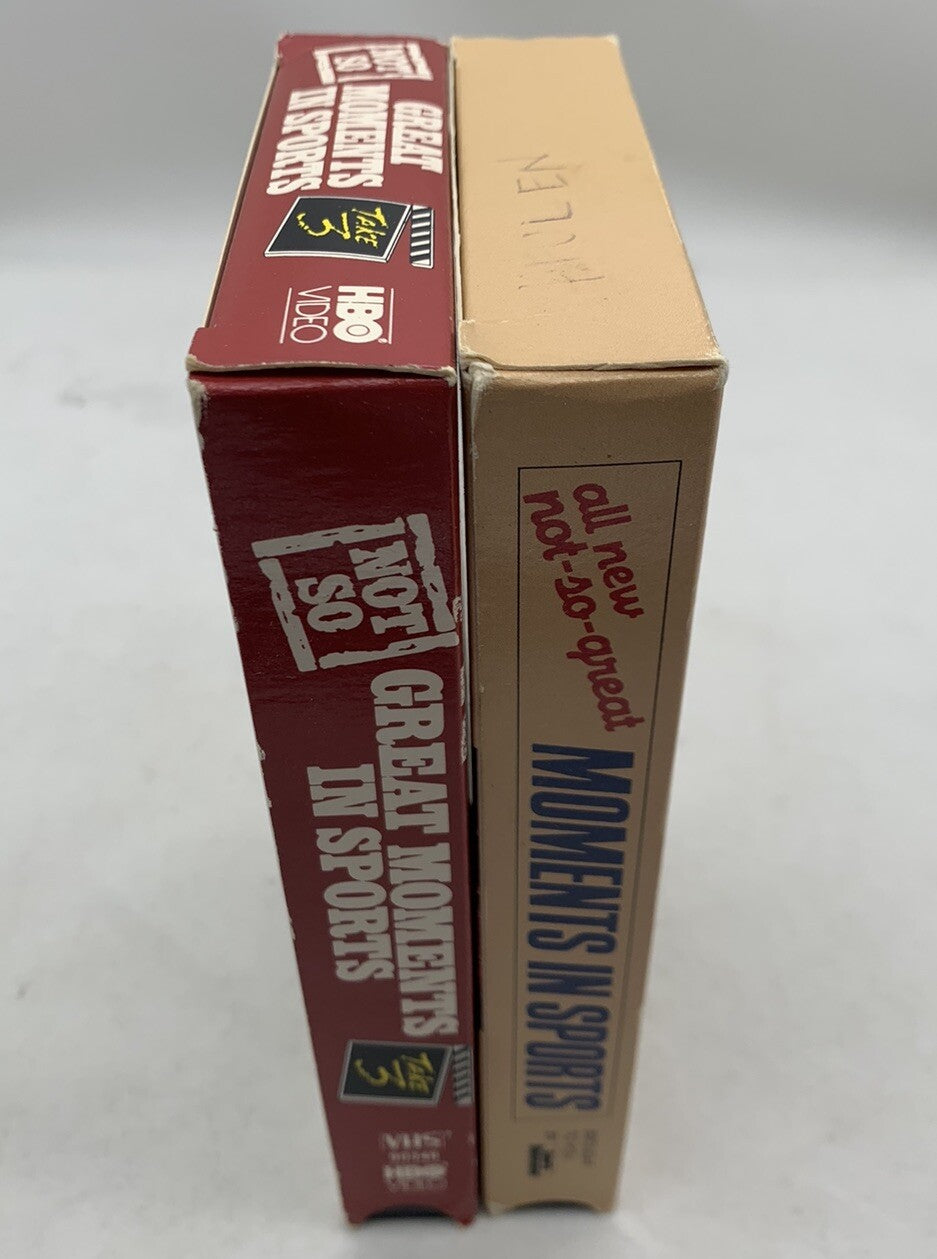 NOT
SO
GREAT
MOMENTS
IN SPORTS
Take
3
HBO
VIDEO
NOT
SO
GREAT MOMENTS
IN SPORTS
Take
3
VHS
HBO
VIDEO
all new
not-so-great
MOMENTS IN SPORTS